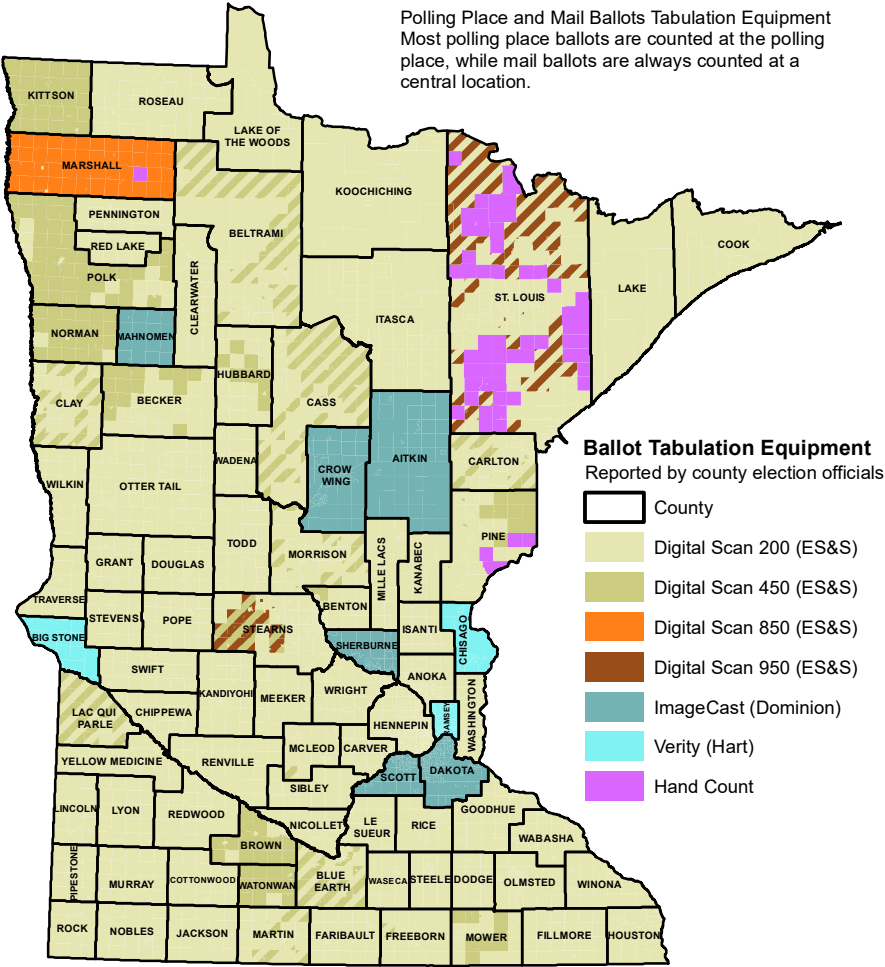 Polling Place and Mail Ballots Tabulation Equipment
Most polling place ballots are counted at the polling
place, while mail ballots are always counted at a
central location.
KITTSON
ROSEAU
LAKE OF
THE WOODS
MARSHALL
KOOCHICHING
PENNINGTON
BELTRAMI
RED LAKE
COOK
POLK
CLEARWATER
LAKE
ST. LOUIS
ITASCA
NORMAN
MAHNOMEN
HUBBARD
CLAY
BECKER
CASS
WADENA
AITKIN
CARLTON
CROW
WING
WILKIN
OTTER TAIL
PINE
TODD
MORRISON
MILLE LACS
KANABEC
GRANT
DOUGLAS
TRAVERSE
BENTON
STEVENS
POPE
STEARNS
ISANTI
CHISAGO
BIG STONE
SHERBURNE
SWIFT
ANOKA
KANDIYOHI
MEEKER
WRIGHT
WASHINGTON
LAC QUI
PARLE
CHIPPEWA
HENNEPIN
RAMSEY
MCLEOD
CARVER
YELLOW MEDICINE
RENVILLE
SCOTT
DAKOTA
SIBLEY
LINCOLN
LYON
REDWOOD
NICOLLET
LE
SUEUR
RICE
GOODHUE
WABASHA
BROWN
PIPESTONE
MURRAY
COTTONWOOD
WATONWAN
BLUE
EARTH
WASECA
STEELE
DODGE
OLMSTED
WINONA
ROCK
NOBLES
JACKSON
MARTIN
FARIBAULT
FREEBORN
MOWER
FILLMORE
HOUSTON
Ballot Tabulation Equipment
Reported by county election officials
County
Digital Scan 200 (ES&S)
Digital Scan 450 (ES&S)
Digital Scan 850 (ES&S)
Digital Scan 950 (ES&S)
ImageCast (Dominion)
Verity (Hart)
Hand Count